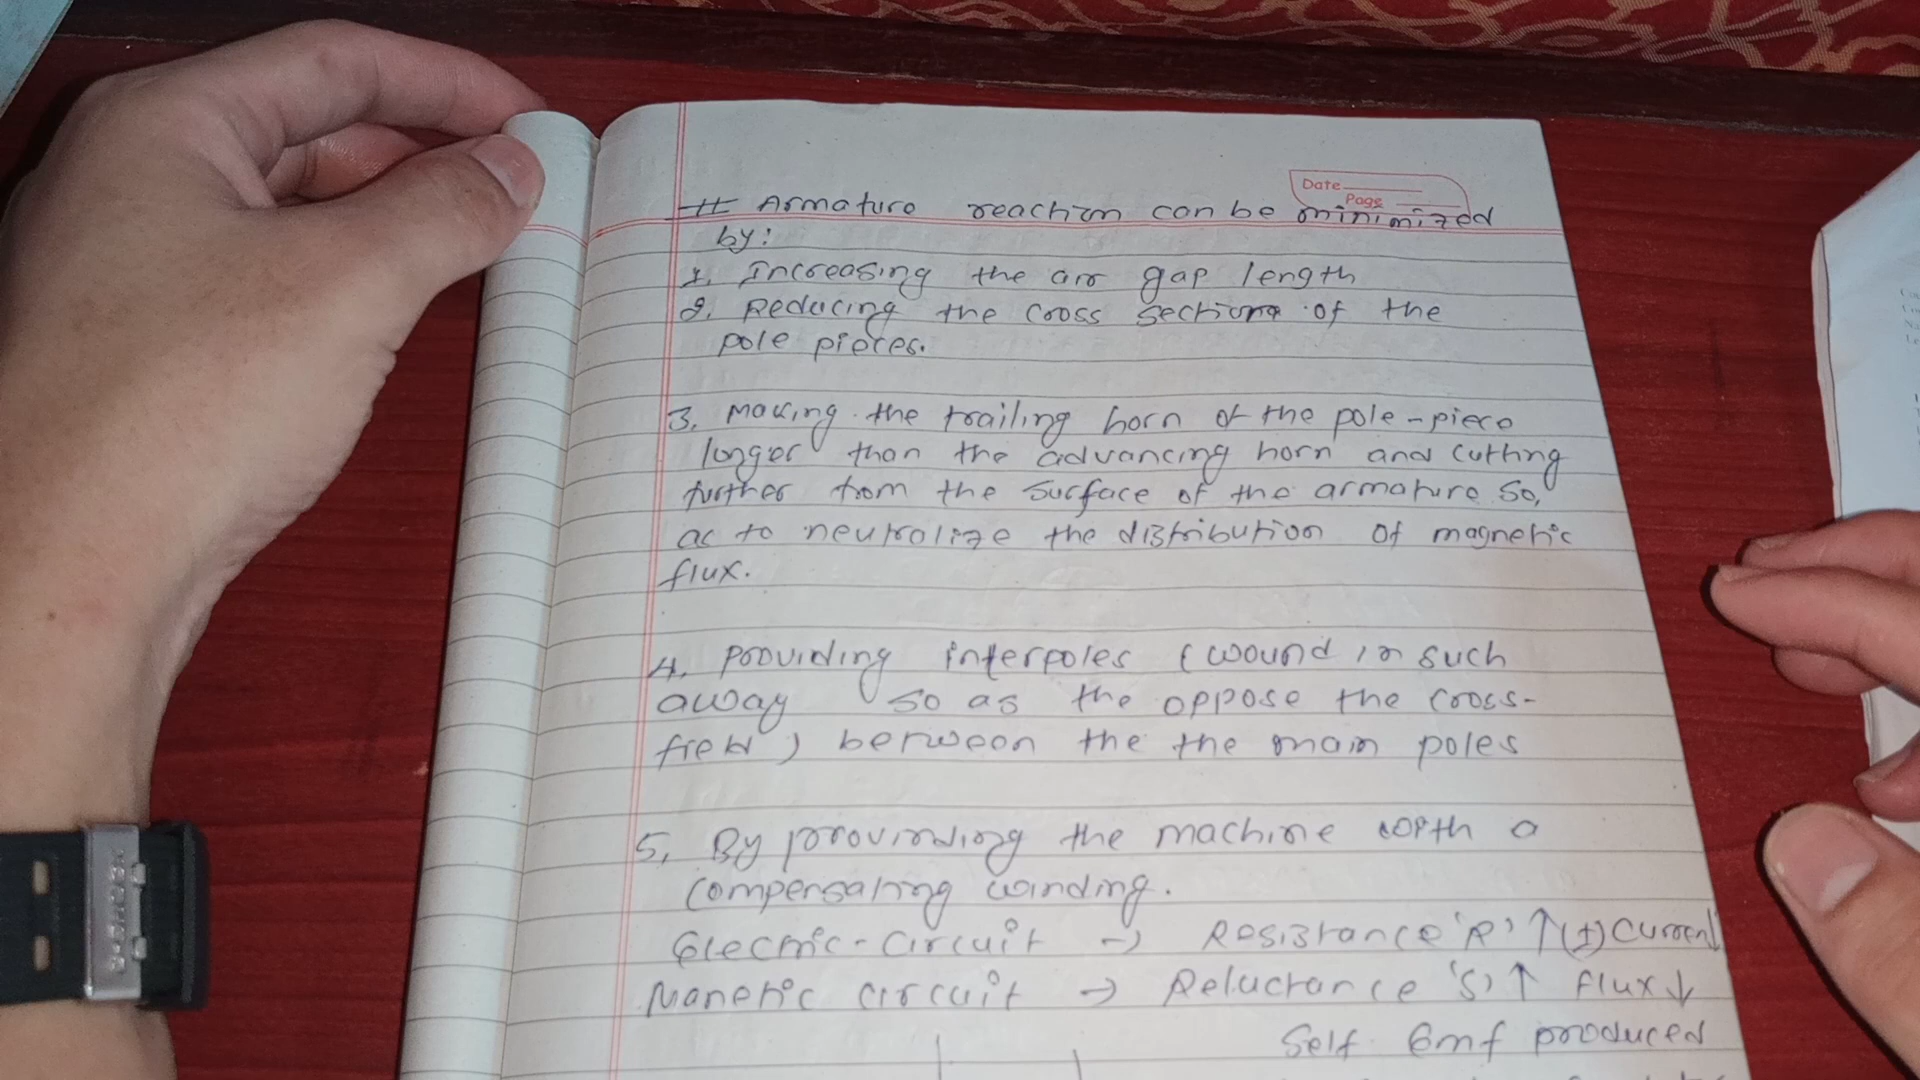 Date
Page
# Armature reaction can be minimized
by:
1. Increasing the air gap length
2. Reducing the cross section of the
pole pieces.
3. Making the trailing horn of the pole-piece
longer than the advancing horn and cutting
further from the surface of the armature so,
as to neutralize the distribution of magnetic
flux.
4. Providing interpoles (wound in such
away so as the oppose the cross-
field) between the the main poles
5, By providing the machine with a
compensating winding.
Electric-circuit → Resistance 'R' ↑ (I) Current↓
Manetic circuit → Reluctance 'S' ↑ flux↓
Self Emf produced